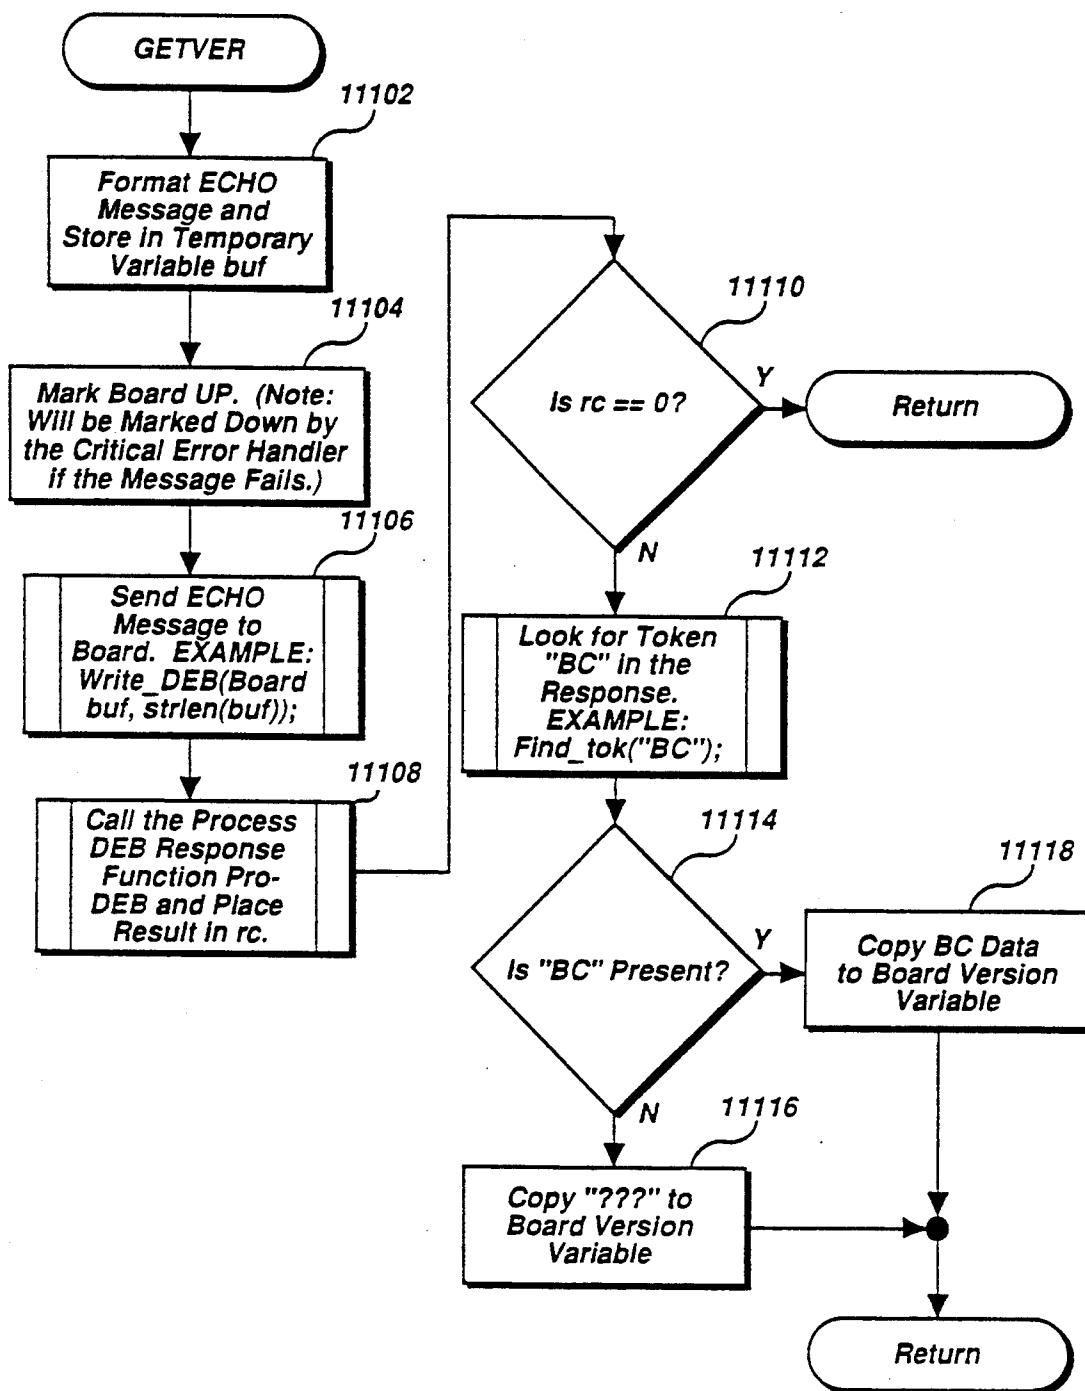 GETVER
11102
Format ECHO
Message and
Store in Temporary
Variable buf
11104
Mark Board UP. (Note:
Will be Marked Down by
the Critical Error Handler
if the Message Fails.)
11106
Send ECHO
Message to
Board. EXAMPLE:
Write_DEB(Board
buf, strlen(buf));
11108
Call the Process
DEB Response
Function Pro-
DEB and Place
Result in rc.
11110
Is rc == 0?
Y
Return
N
11112
Look for Token
"BC" in the
Response.
EXAMPLE:
Find_tok("BC");
11114
Is "BC" Present?
Y
11118
Copy BC Data
to Board Version
Variable
N
11116
Copy "???" to
Board Version
Variable
Return